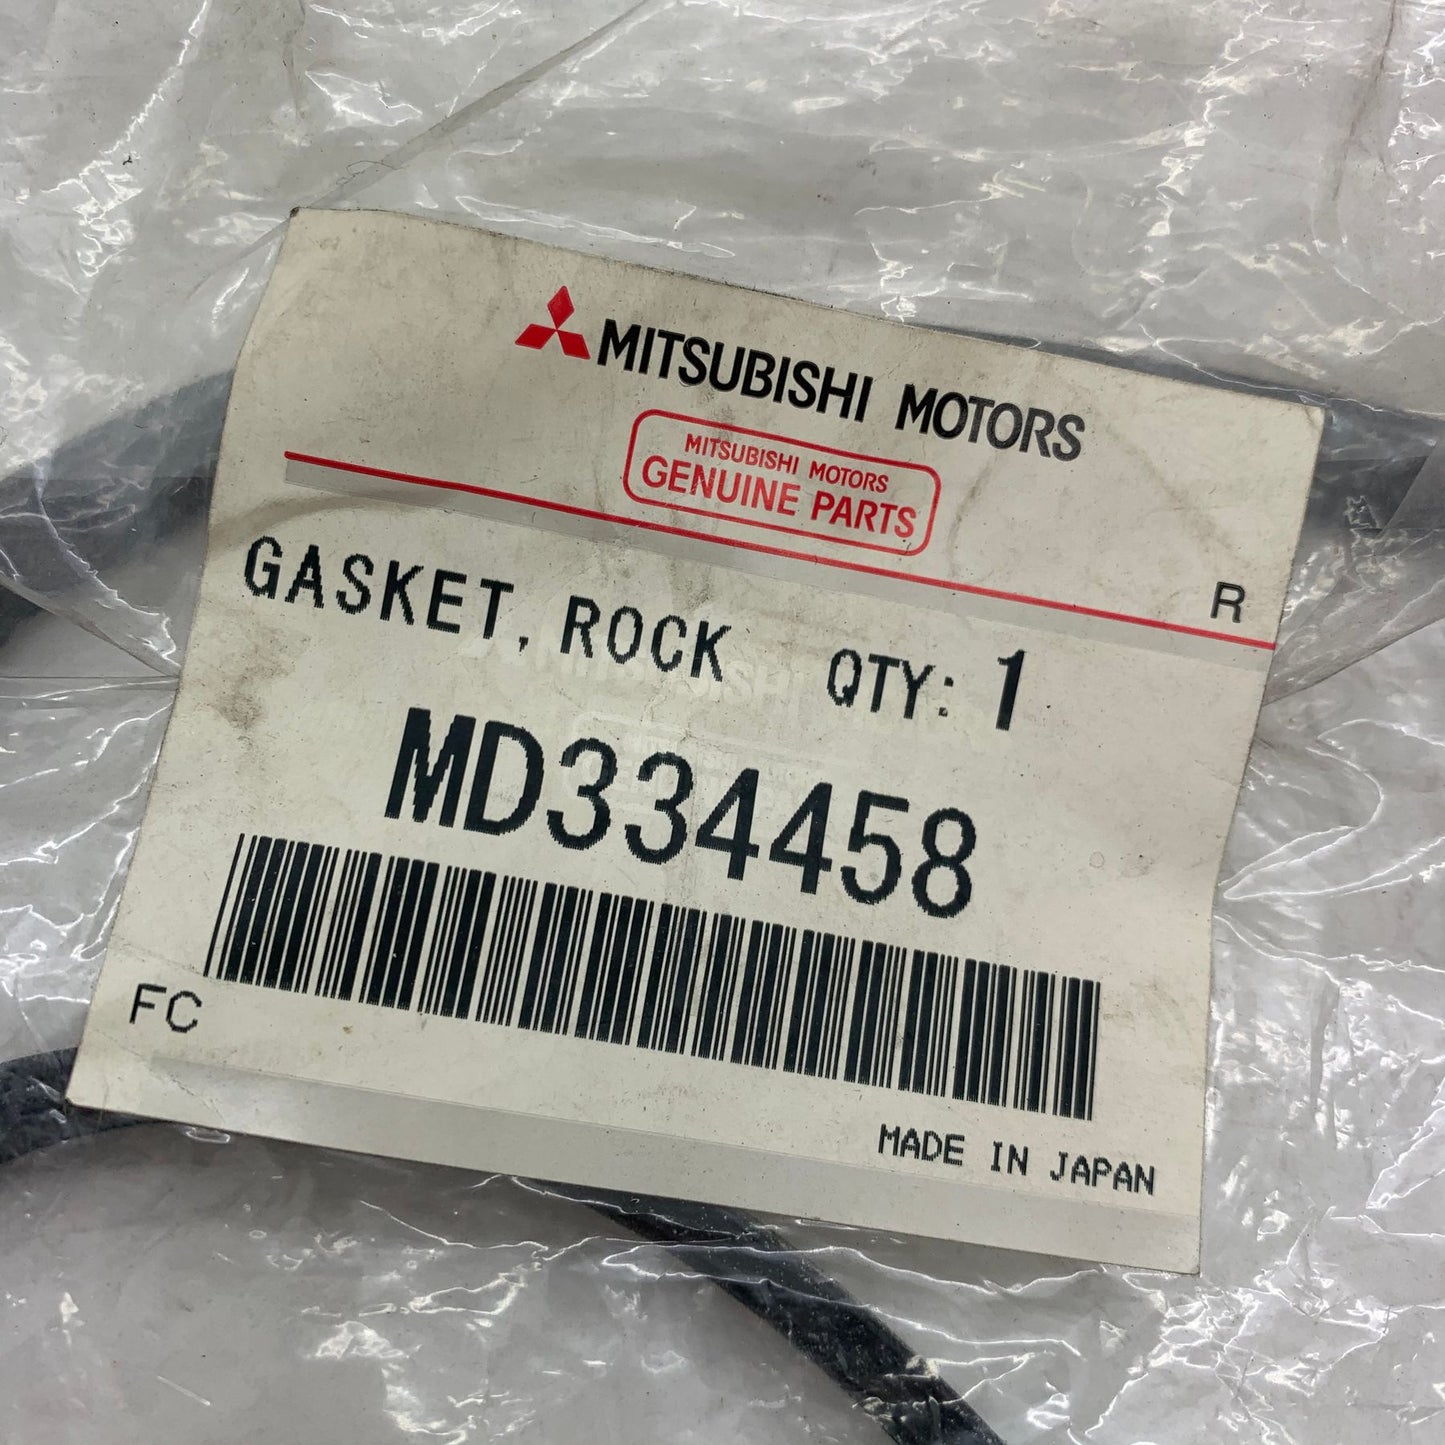 MITSUBISHI MOTORS
MITSUBISHI MOTORS
GENUINE PARTS
R
GASKET, ROCK QTY: 1
MD334458
FC
MADE IN JAPAN